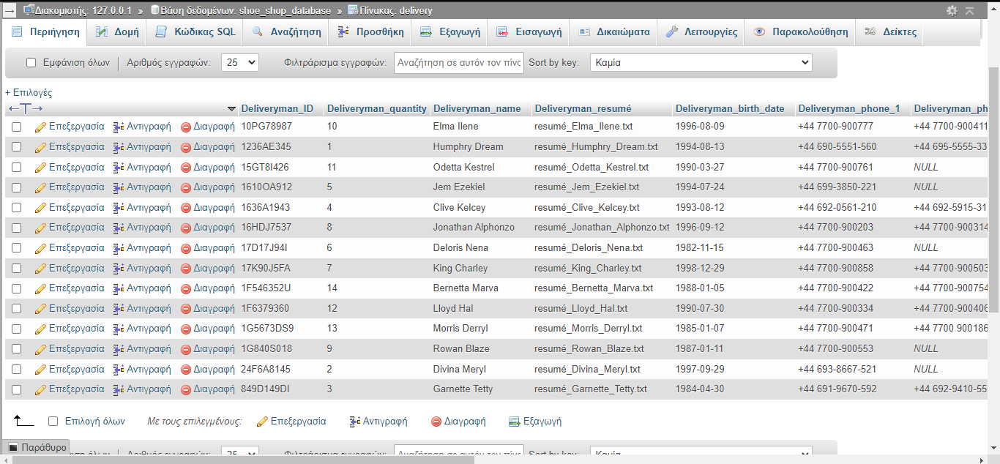 Διακομιστής: 127.0.0.1 » Βάση δεδομένων: shoe_shop_database » Πίνακας: delivery
Περιήγηση Δομή Κώδικας SQL Αναζήτηση Προσθήκη Εξαγωγή Εισαγωγή Δικαιώματα Λειτουργίες Παρακολούθηση Δείκτες
Εμφάνιση όλων Αριθμός εγγραφών: 25 Φιλτράρισμα εγγραφών: Αναζήτηση σε αυτόν τον πίνα Sort by key: Καμία
+ Επιλογές
Deliveryman_ID Deliveryman_quantity Deliveryman_name Deliveryman_resumé Deliveryman_birth_date Deliveryman_phone_1 Deliveryman_ph
Επεξεργασία Αντιγραφή Διαγραφή 10PG78987 10 Elma Ilene resumé_Elma_Ilene.txt 1996-08-09 +44 7700-900777 +44 7700-900411
Επεξεργασία Αντιγραφή Διαγραφή 1236AE345 1 Humphry Dream resumé_Humphry_Dream.txt 1994-08-13 +44 690-5551-560 +44 695-5555-33
Επεξεργασία Αντιγραφή Διαγραφή 15GT8I426 11 Odetta Kestrel resumé_Odetta_Kestrel.txt 1990-03-27 +44 7700-900761 NULL
Επεξεργασία Αντιγραφή Διαγραφή 1610OA912 5 Jem Ezekiel resumé_Jem_Ezekiel.txt 1994-07-24 +44 699-3850-221 NULL
Επεξεργασία Αντιγραφή Διαγραφή 1636A1943 4 Clive Kelcey resumé_Clive_Kelcey.txt 1993-08-12 +44 692-0561-210 +44 692-5915-31
Επεξεργασία Αντιγραφή Διαγραφή 16HDJ7537 8 Jonathan Alphonzo resumé_Jonathan_Alphonzo.txt 1996-09-12 +44 7700-900203 +44 7700-900314
Επεξεργασία Αντιγραφή Διαγραφή 17D17J94I 6 Deloris Nena resumé_Deloris_Nena.txt 1982-11-15 +44 7700-900463 NULL
Επεξεργασία Αντιγραφή Διαγραφή 17K90J5FA 7 King Charley resumé_King_Charley.txt 1998-12-29 +44 7700-900858 +44 7700-900503
Επεξεργασία Αντιγραφή Διαγραφή 1F546352U 14 Bernetta Marva resumé_Bernetta_Marva.txt 1988-01-05 +44 7700-900422 +44 7700-900754
Επεξεργασία Αντιγραφή Διαγραφή 1F6379360 12 Lloyd Hal resumé_Lloyd_Hal.txt 1990-07-30 +44 7700-900334 +44 7700-900406
Επεξεργασία Αντιγραφή Διαγραφή 1G5673DS9 13 Morris Derryl resumé_Morris_Derryl.txt 1985-01-07 +44 7700-900471 +44 7700 900186
Επεξεργασία Αντιγραφή Διαγραφή 1G840S018 9 Rowan Blaze resumé_Rowan_Blaze.txt 1987-01-11 +44 7700-900553 NULL
Επεξεργασία Αντιγραφή Διαγραφή 24F6A8145 2 Divina Meryl resumé_Divina_Meryl.txt 1997-09-29 +44 693-8667-521 NULL
Επεξεργασία Αντιγραφή Διαγραφή 849D149DI 3 Garnette Tetty resumé_Garnette_Tetty.txt 1984-04-30 +44 691-9670-592 +44 692-9410-55
Επιλογή όλων Με τους επιλεγμένους: Επεξεργασία Αντιγραφή Διαγραφή Εξαγωγή
Παράθυρο όλων Αριθμός εγγραφών: 25 Φιλτράρισμα εγγραφών: Αναζήτηση σε αυτόν τον πίνα Sort by key: Καμία